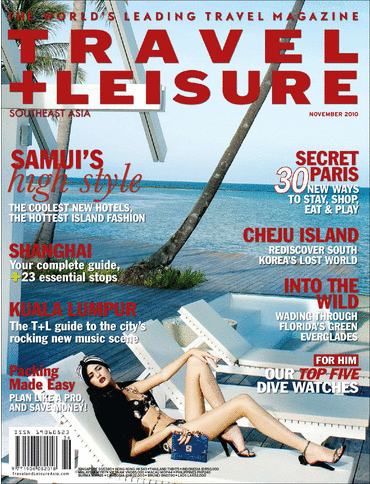 THE WORLD'S LEADING TRAVEL MAGAZINE
TRAVEL
+LEISURE
SOUTHEAST ASIA
NOVEMBER 2010
SAMUI'S
high style
THE COOLEST NEW HOTELS,
THE HOTTEST ISLAND FASHION
SHANGHAI
Your complete guide,
+23 essential stops
KUALA LUMPUR
The T+L guide to the city's
rocking new music scene
Packing
Made Easy
PLAN LIKE A PRO,
AND SAVE MONEY!
SECRET
PARIS
30 NEW WAYS
TO STAY, SHOP,
EAT & PLAY
CHEJU ISLAND
REDISCOVER SOUTH
KOREA'S LOST WORLD
INTO THE
WILD
WADING THROUGH
FLORIDA'S GREEN
EVERGLADES
FOR HIM
OUR TOP FIVE
DIVE WATCHES
TravelandLeisureAsia.com